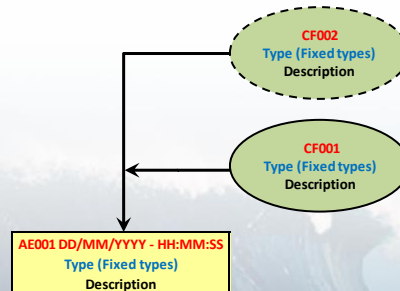 CF002
Type (Fixed types)
Description
CF001
Type (Fixed types)
Description
AE001 DD/MM/YYYY - HH:MM:SS
Type (Fixed types)
Description